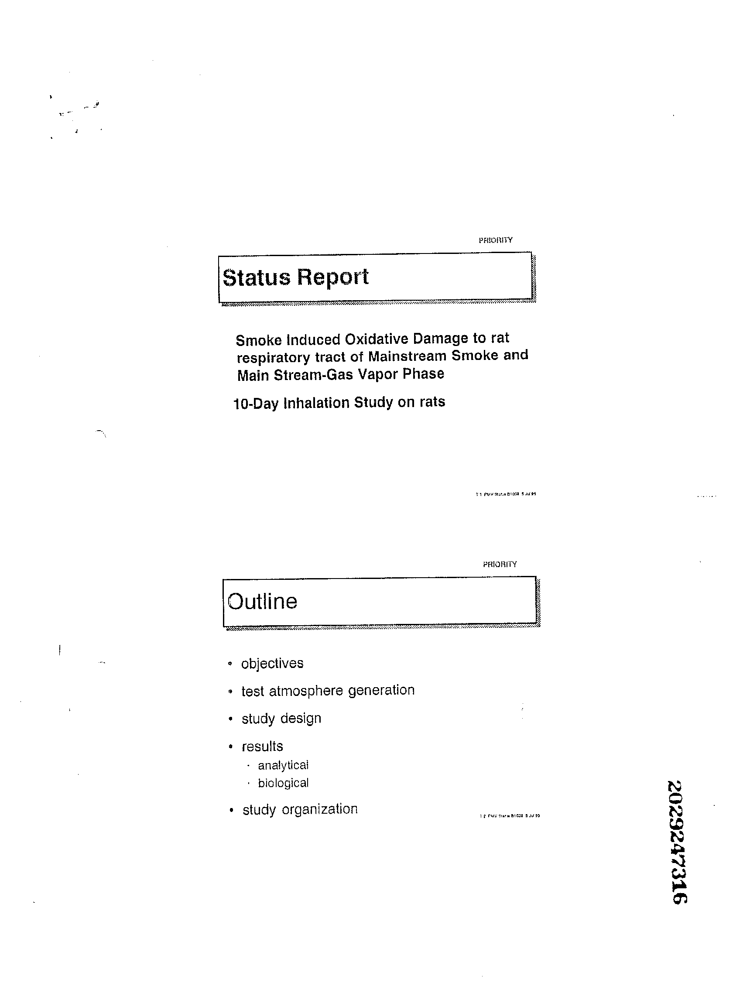 PRIORITY
Status Report
Smoke Induced Oxidative Damage to rat
respiratory tract of Mainstream Smoke and
Main Stream-Gas Vapor Phase
10-Day Inhalation Study on rats
PRIORITY
Outline
• objectives
• test atmosphere generation
• study design
• results
· analytical
· biological
• study organization
2029247316